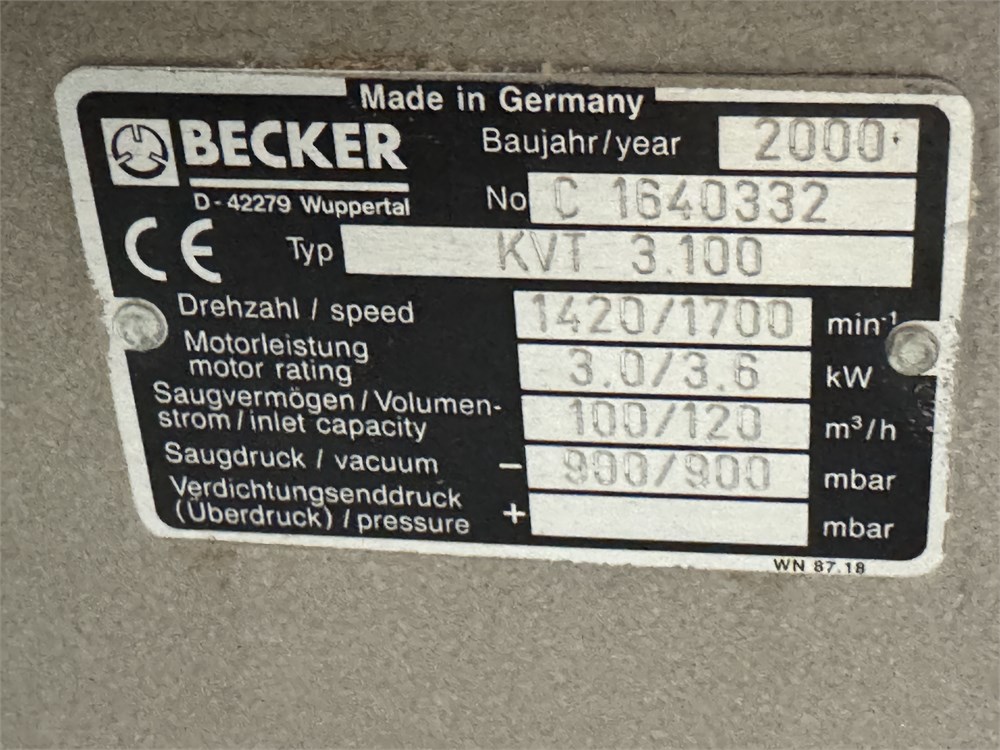 Made in Germany
BECKER
Baujahr/year 2000
D-42279 Wuppertal
No C 1640332
CE Typ KVT 3.100
Drehzahl / speed 1420/1700 min-1
Motorleistung
motor rating 3.0/3.6 kW
Saugvermögen / Volumen-
strom / inlet capacity 100/120 m³/h
Saugdruck / vacuum – 900/900 mbar
Verdichtungsenddruck
(Überdruck) / pressure + mbar
WN 87.18